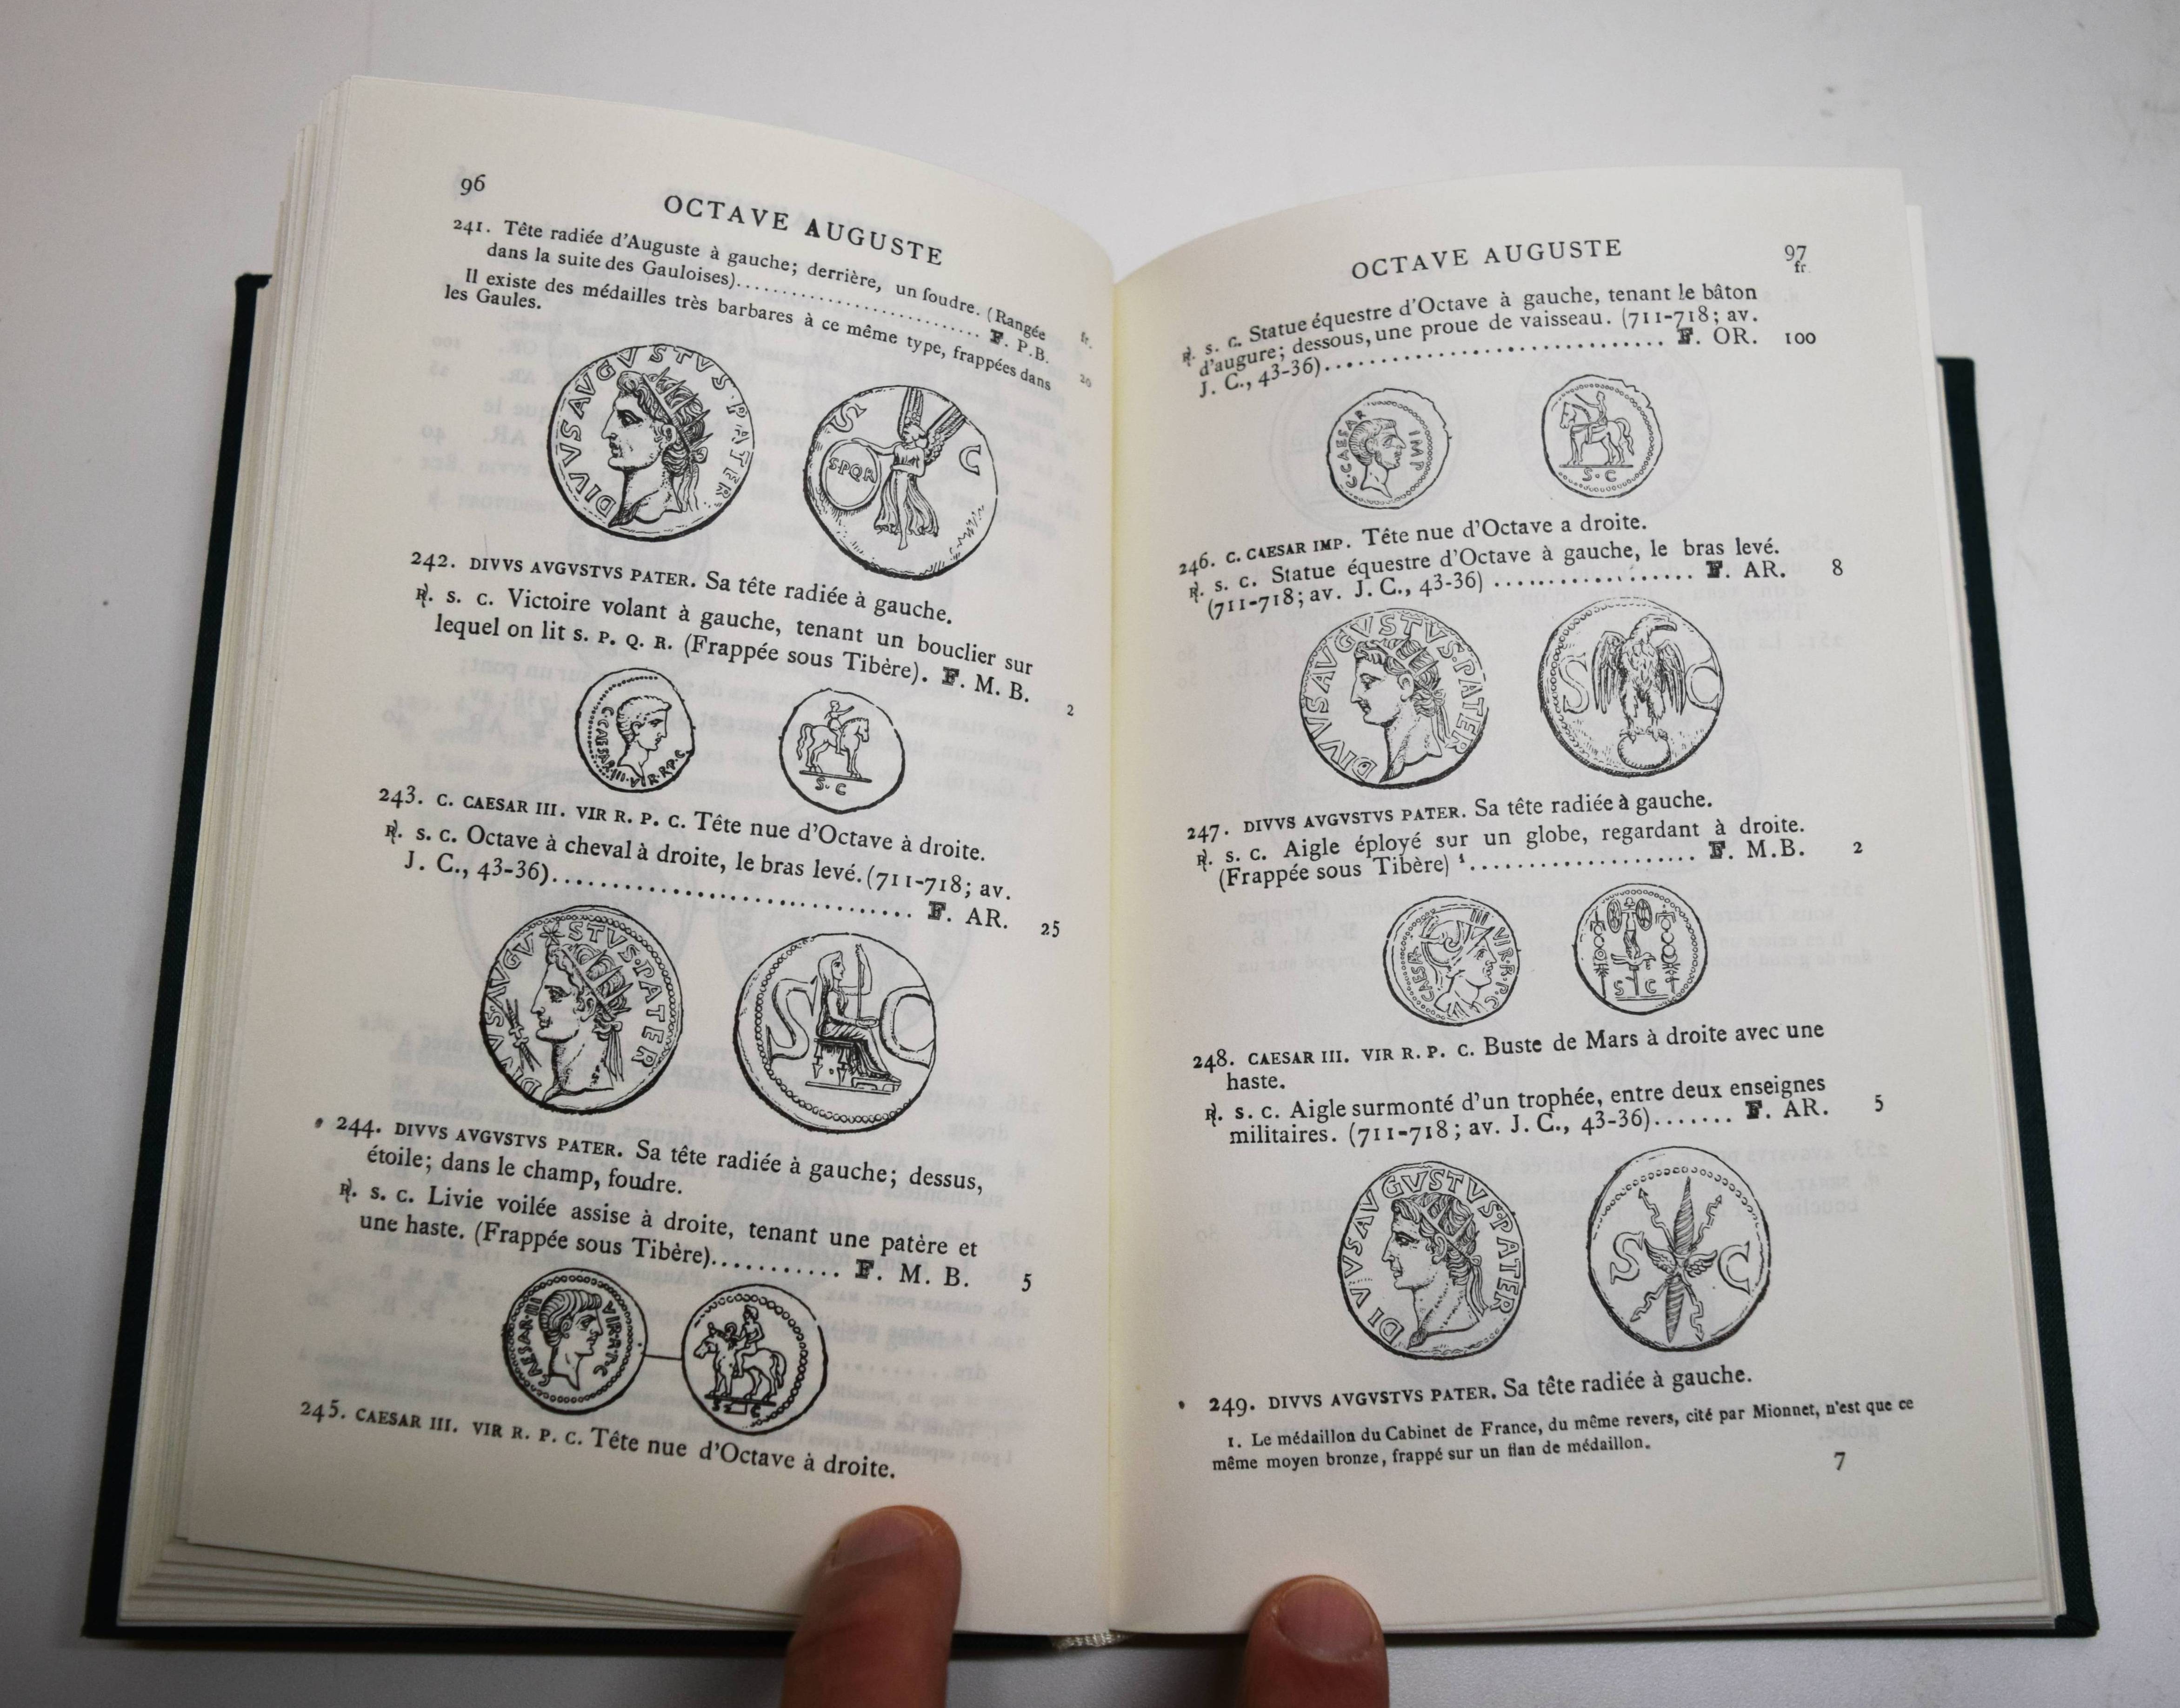 96
OCTAVE AUGUSTE
241. Tête radiée d'Auguste à gauche; derrière, un foudre. (Rangée
dans la suite des Gauloises)........ F. P.B.
fr.
20
Il existe des médailles très barbares à ce même type, frappées dans
les Gaules.
DIVVS AVGVSTVS·PATER
S C
SPQR
242. DIVVS AVGVSTVS PATER. Sa tête radiée à gauche.
℟. S. C. Victoire volant à gauche, tenant un bouclier sur
lequel on lit S. P. Q. R. (Frappée sous Tibère). F. M. B. 2
C·CAESAR·III·VIR·R·P·C
S·C
243. C. CAESAR III. VIR R. P. C. Tête nue d'Octave à droite.
℟. S. C. Octave à cheval à droite, le bras levé. (711-718; av.
J. C., 43-36)........ F. AR. 25
DIVVS·AVGVSTVS·PATER
S C
244. DIVVS AVGVSTVS PATER. Sa tête radiée à gauche; dessus,
étoile; dans le champ, foudre.
℟. S. C. Livie voilée assise à droite, tenant une patère et
une haste. (Frappée sous Tibère)........ F. M. B. 5
CAESAR·III VIR·R·P·C
S C
245. CAESAR III. VIR R. P. C. Tête nue d'Octave à droite.
OCTAVE AUGUSTE
97
fr.
℟. S. C. Statue équestre d'Octave à gauche, tenant le bâton
d'augure; dessous, une proue de vaisseau. (711-718; av.
J. C., 43-36)........ F. OR. 100
C·CAESAR IMP
S·C
246. C. CAESAR IMP. Tête nue d'Octave a droite.
℟. S. C. Statue équestre d'Octave à gauche, le bras levé.
(711-718; av. J. C., 43-36)........ F. AR. 8
DIVVS AVGVSTVS·PATER
S C
247. DIVVS AVGVSTVS PATER. Sa tête radiée à gauche.
℟. S. C. Aigle éployé sur un globe, regardant à droite.
(Frappée sous Tibère) 1........ F. M.B. 2
CAESAR III VIR·R·P·C
S C
248. CAESAR III. VIR R. P. C. Buste de Mars à droite avec une
haste.
℟. S. C. Aigle surmonté d'un trophée, entre deux enseignes
militaires. (711-718; av. J. C., 43-36)....... F. AR. 5
DIVVS AVGVSTVS·PATER
S C
249. DIVVS AVGVSTVS PATER. Sa tête radiée à gauche.
1. Le médaillon du Cabinet de France, du même revers, cité par Mionnet, n'est que ce
même moyen bronze, frappé sur un flan de médaillon.
7